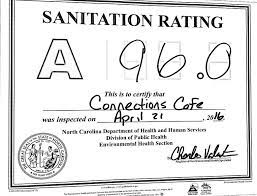 SANITATION RATING
A 96.0
This is to certify that
Connections Cafe
was inspected on April 21 2016
North Carolina Department of Health and Human Services
Division of Public Health
Environmental Health Section